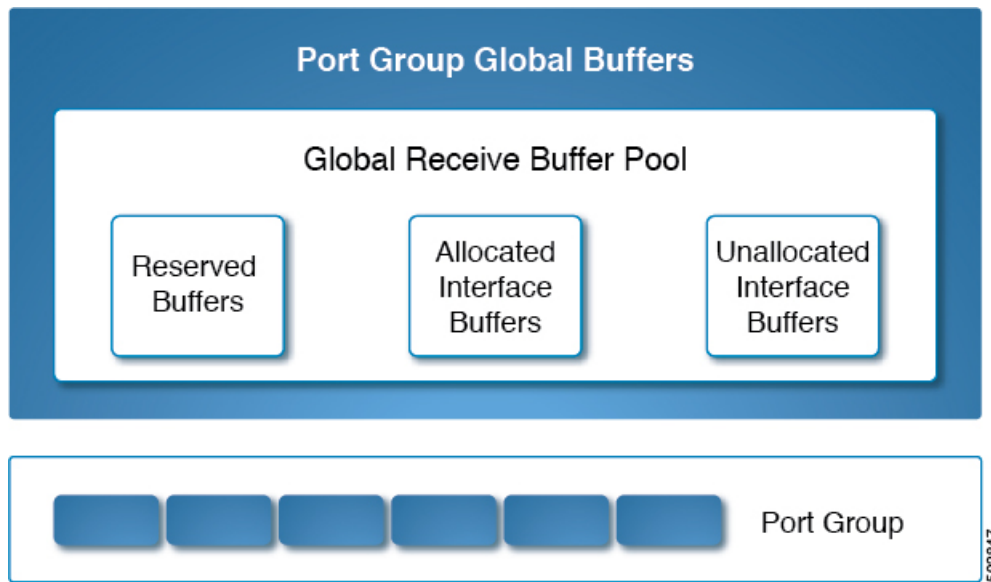 Port Group Global Buffers
Global Receive Buffer Pool
Reserved
Buffers
Allocated
Interface
Buffers
Unallocated
Interface
Buffers
Port Group